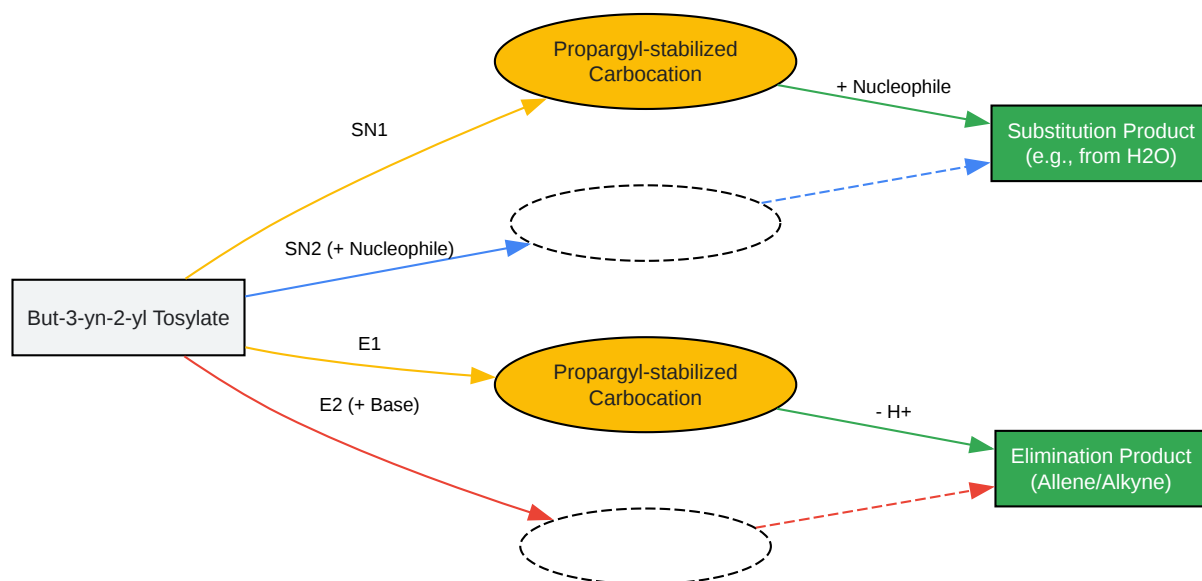 Propargyl-stabilized
Carbocation
+ Nucleophile
SN1
Substitution Product
(e.g., from H2O)
SN2 (+ Nucleophile)
But-3-yn-2-yl Tosylate
E1
Propargyl-stabilized
Carbocation
E2 (+ Base)
- H+
Elimination Product
(Allene/Alkyne)